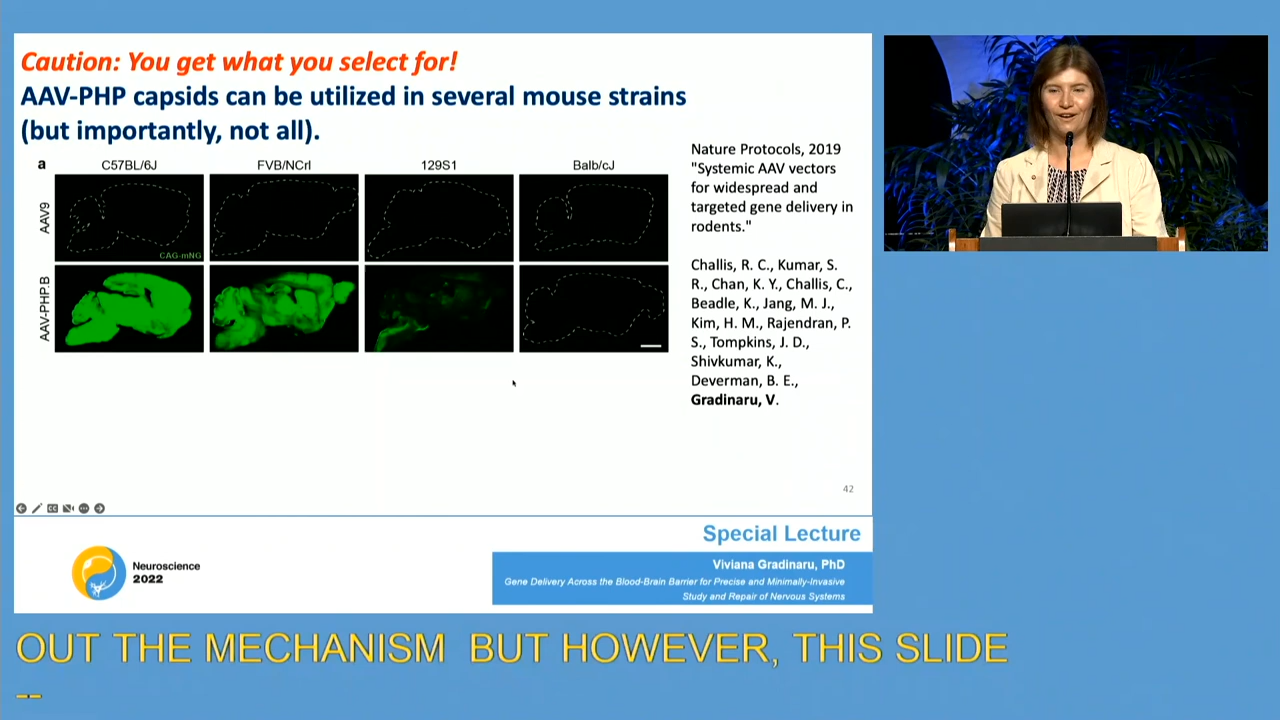 Caution: You get what you select for!
AAV-PHP capsids can be utilized in several mouse strains
(but importantly, not all).
a
C57BL/6J
FVB/NCrl
129S1
Balb/cJ
AAV9
CAG-mNG
AAV-PHP.B
Nature Protocols, 2019
"Systemic AAV vectors
for widespread and
targeted gene delivery in
rodents."
Challis, R. C., Kumar, S.
R., Chan, K. Y., Challis, C.,
Beadle, K., Jang, M. J.,
Kim, H. M., Rajendran, P.
S., Tompkins, J. D.,
Shivkumar, K.,
Deverman, B. E.,
Gradinaru, V.
42
CC
Special Lecture
Neuroscience
2022
Viviana Gradinaru, PhD
Gene Delivery Across the Blood-Brain Barrier for Precise and Minimally-Invasive
Study and Repair of Nervous Systems
OUT THE MECHANISM BUT HOWEVER, THIS SLIDE
--